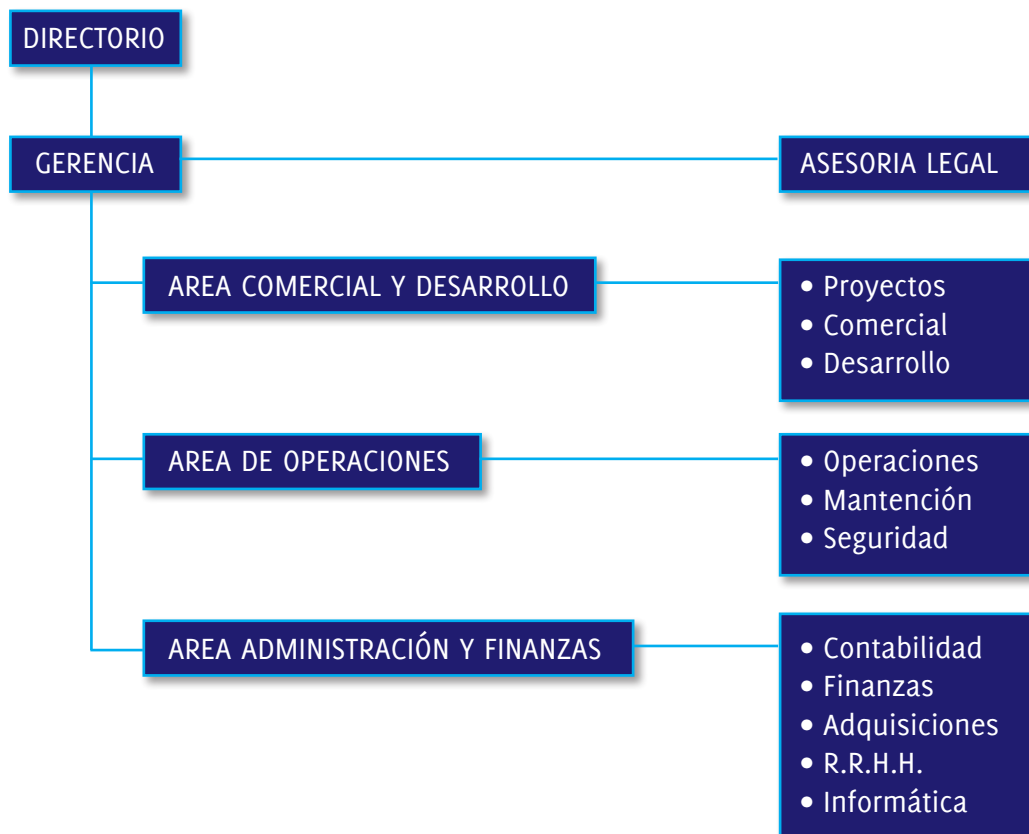 DIRECTORIO
GERENCIA
ASESORIA LEGAL
AREA COMERCIAL Y DESARROLLO
• Proyectos
• Comercial
• Desarrollo
AREA DE OPERACIONES
• Operaciones
• Mantención
• Seguridad
AREA ADMINISTRACIÓN Y FINANZAS
• Contabilidad
• Finanzas
• Adquisiciones
• R.R.H.H.
• Informática